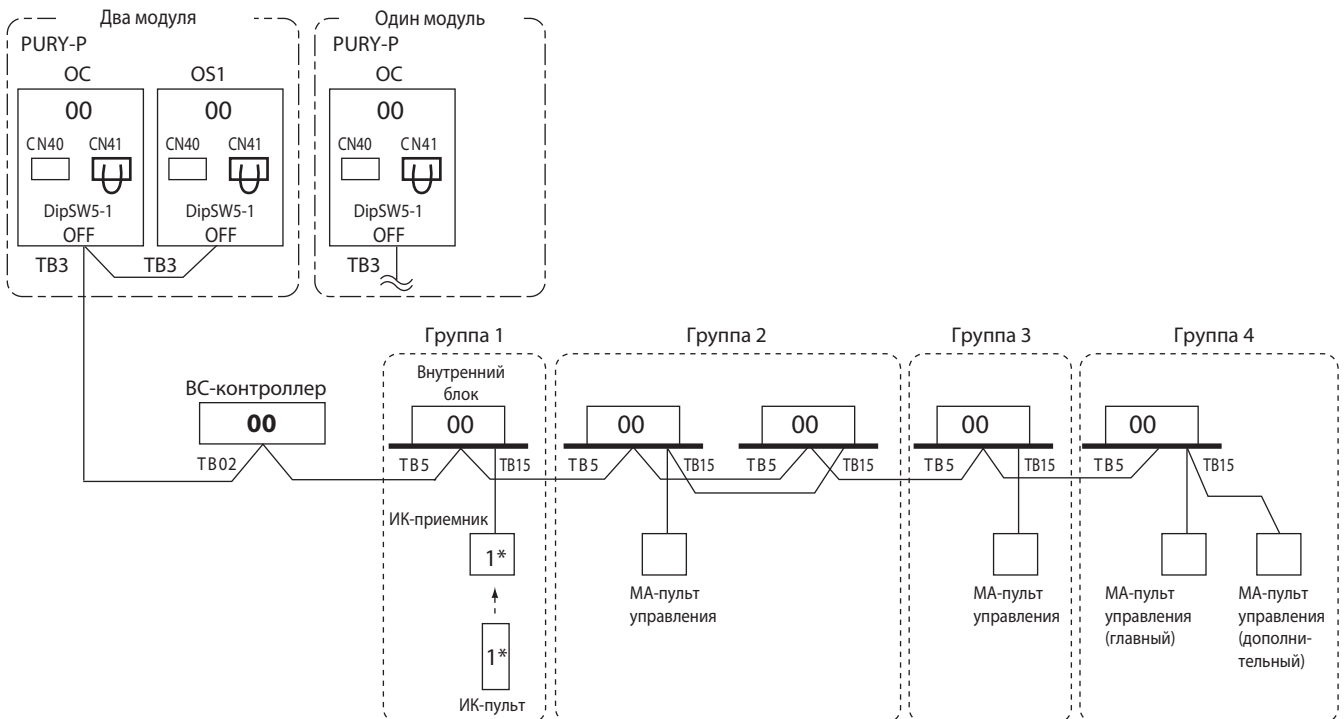 Два модуля
PURY-P
OC
OS1
00
00
CN40
CN41
CN40
CN41
DipSW5-1
OFF
DipSW5-1
OFF
TB3
TB3
Один модуль
PURY-P
OC
00
CN40
CN41
DipSW5-1
OFF
TB3
Группа 1
Группа 2
Группа 3
Группа 4
ВС-контроллер
00
TB02
Внутренний
блок
00
TB5
TB15
00
TB5
TB15
00
TB5
TB15
00
TB5
TB15
00
TB5
TB15
ИК-приемник
1*
1*
ИК-пульт
МА-пульт
управления
МА-пульт
управления
МА-пульт
управления
(главный)
МА-пульт
управления
(дополни-
тельный)